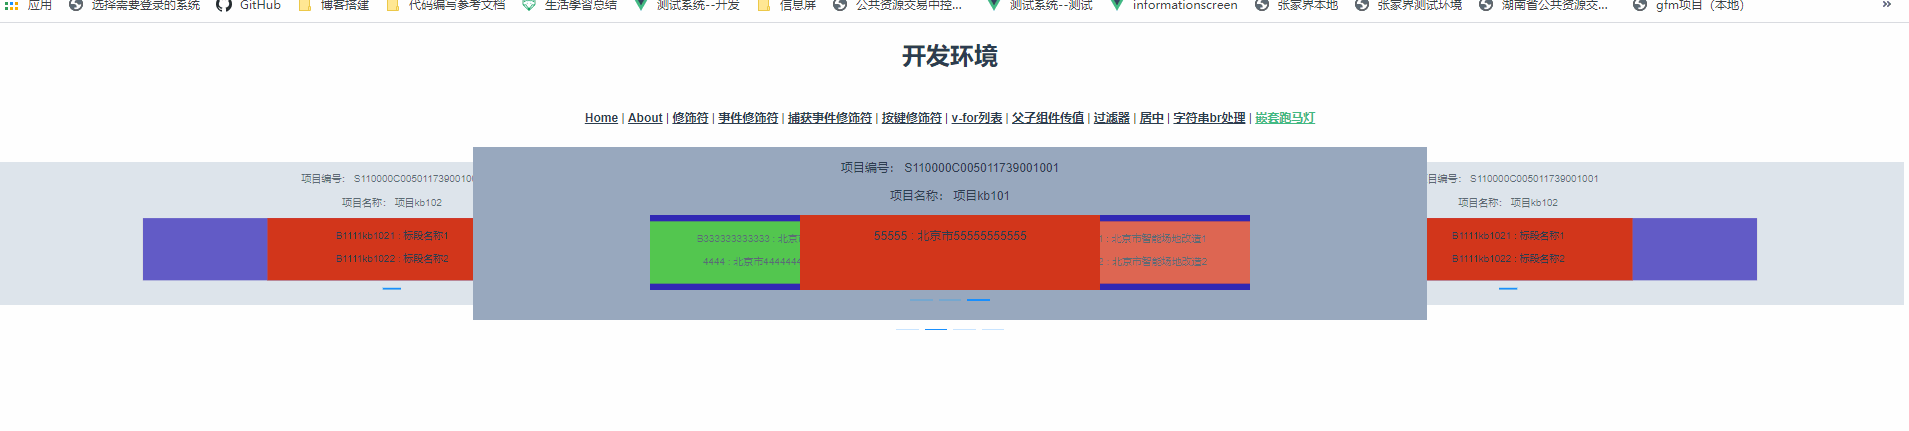 应用 选择需要登录的系统 GitHub 博客搭建 代码编写参考文档 生活學習总结 测试系统--开发 信息屏 公共资源交易中控... 测试系统--测试 informationscreen 张家界本地 张家界测试环境 湖南省公共资源交... gfm项目（本地） »
开发环境
Home | About | 修饰符 | 事件修饰符 | 捕获事件修饰符 | 按键修饰符 | v-for列表 | 父子组件传值 | 过滤器 | 居中 | 字符串br处理 | 嵌套跑马灯
项目编号： S110000C00501173900100
项目名称： 项目kb102
B1111kb1021 : 标段名称1
B1111kb1022 : 标段名称2
项目编号： S110000C005011739001001
项目名称： 项目kb101
B333333333333 : 北京
4444 : 北京市4444444
55555 : 北京市55555555555
1 : 北京市智能场地改造1
2 : 北京市智能场地改造2
目编号： S110000C005011739001001
项目名称： 项目kb102
B1111kb1021 : 标段名称1
B1111kb1022 : 标段名称2